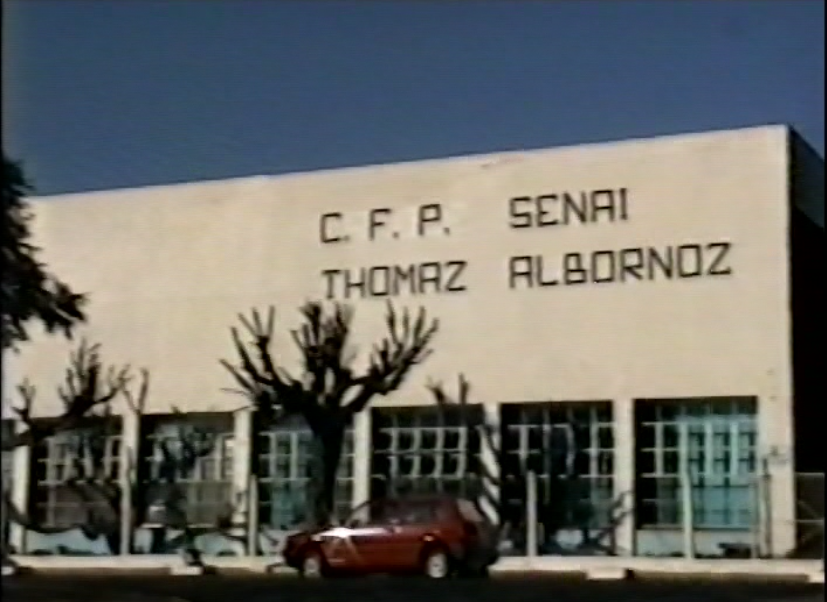 C. F. P. SENAI
THOMAZ ALBORNOZ